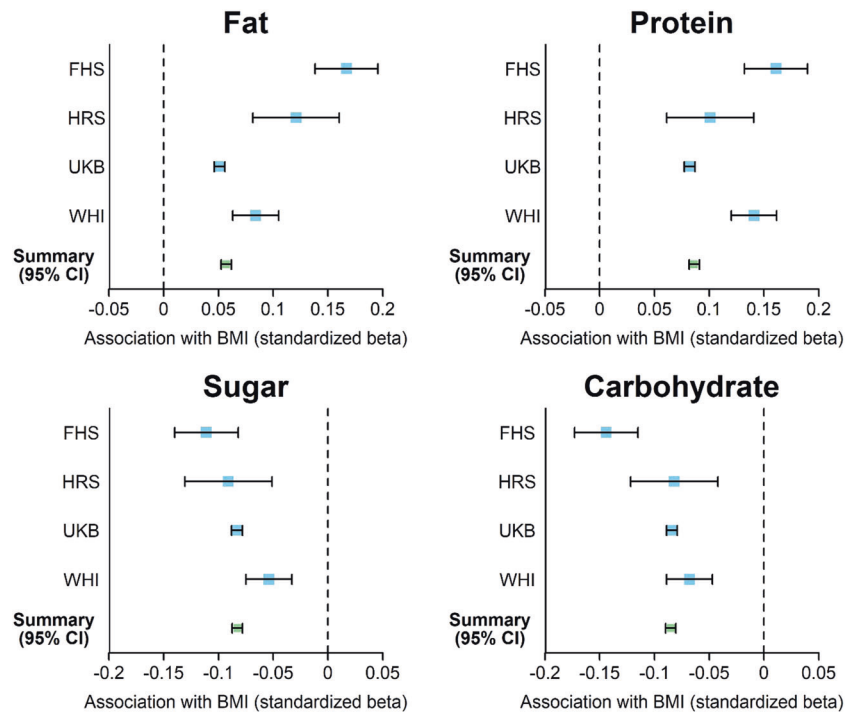 Fat
FHS
HRS
UKB
WHI
Summary
(95% CI)
-0.05 0 0.05 0.1 0.15 0.2
Association with BMI (standardized beta)
Protein
FHS
HRS
UKB
WHI
Summary
(95% CI)
-0.05 0 0.05 0.1 0.15 0.2
Association with BMI (standardized beta)
Sugar
FHS
HRS
UKB
WHI
Summary
(95% CI)
-0.2 -0.15 -0.1 -0.05 0 0.05
Association with BMI (standardized beta)
Carbohydrate
FHS
HRS
UKB
WHI
Summary
(95% CI)
-0.2 -0.15 -0.1 -0.05 0 0.05
Association with BMI (standardized beta)